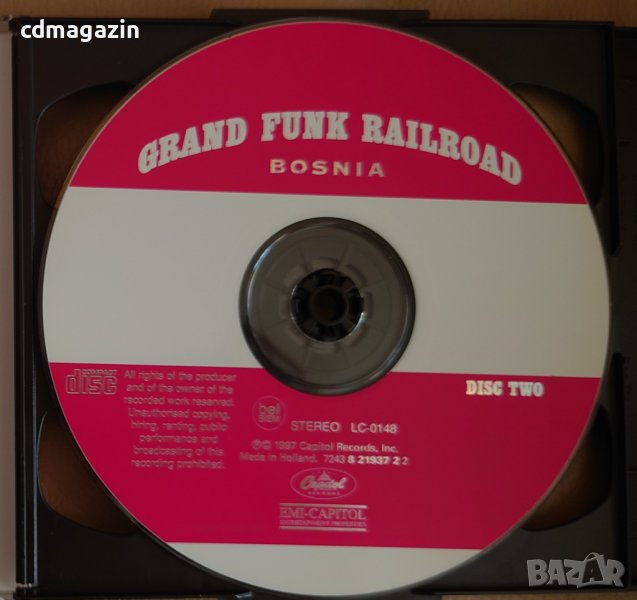 cdmagazin
GRAND FUNK RAILROAD
BOSNIA
COMPACT
disc
All rights of the producer
and of the owner of the
recorded work reserved.
Unauthorised copying,
hiring, renting, public
performance and
broadcasting of this
recording prohibited.
DISC TWO
STEREO LC-0148
℗© 1997 Capitol Records, Inc.
Made in Holland. 7243 8 21937 2 2
Capitol
RECORDS
EMI-CAPITOL
ENTERTAINMENT PROPERTIES
BAZAR